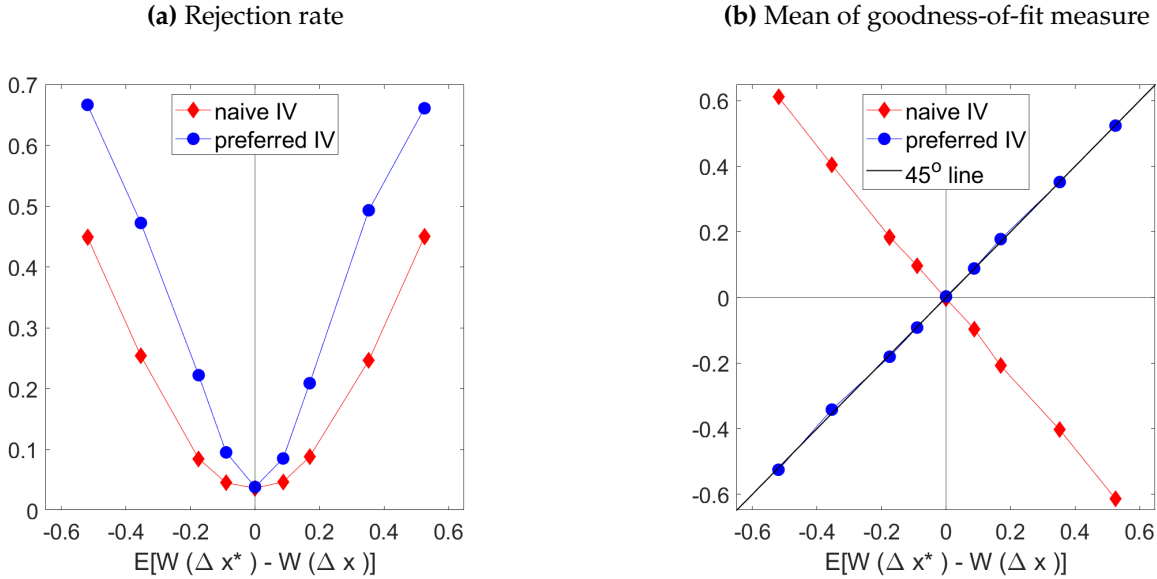 (a) Rejection rate
0.7
0.6
0.5
0.4
0.3
0.2
0.1
0
-0.6 -0.4 -0.2 0 0.2 0.4 0.6
E[W (Δ x* ) - W (Δ x )]
naive IV
preferred IV
(b) Mean of goodness-of-fit measure
0.6
0.4
0.2
0
-0.2
-0.4
-0.6
-0.6 -0.4 -0.2 0 0.2 0.4 0.6
E[W (Δ x* ) - W (Δ x )]
naive IV
preferred IV
45° line